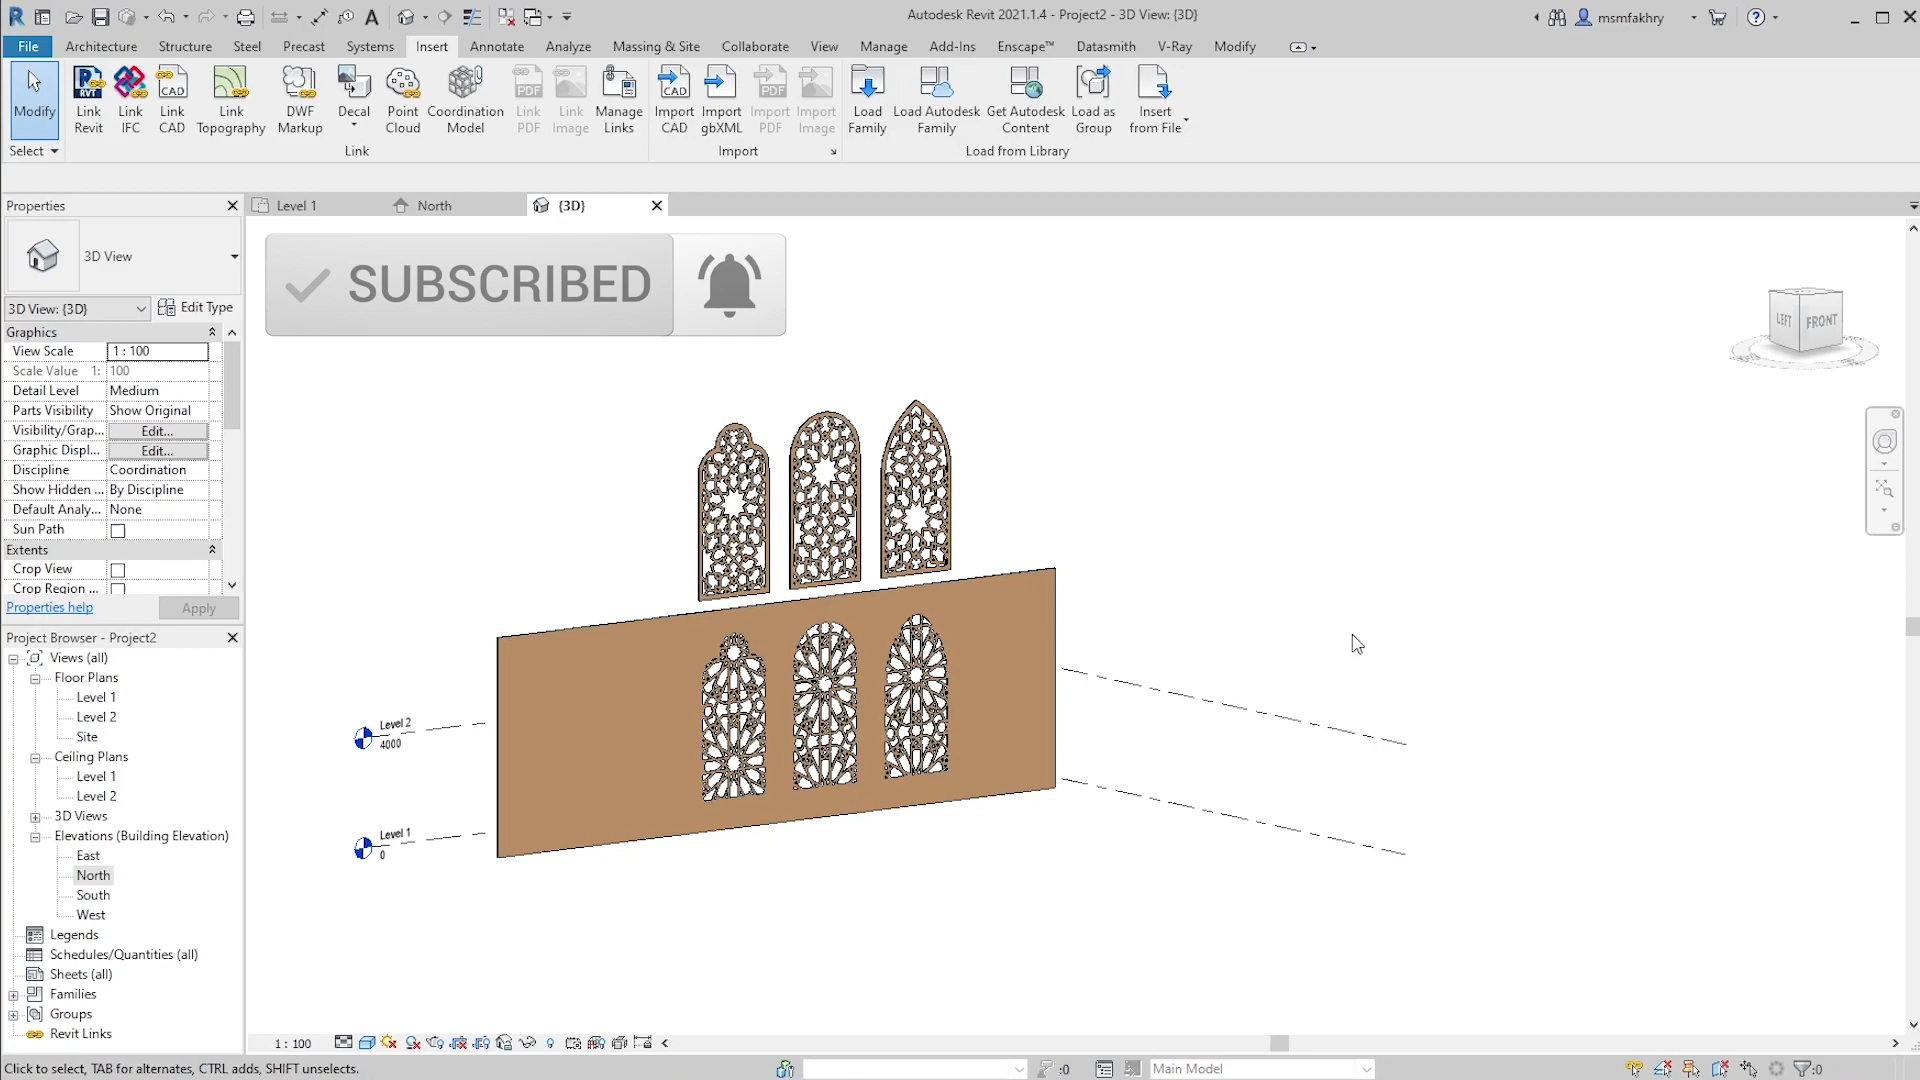 Autodesk Revit 2021.1.4 - Project2 - 3D View: {3D}
msmfakhry
File Architecture Structure Steel Precast Systems Insert Annotate Analyze Massing & Site Collaborate View Manage Add-Ins Enscape™ Datasmith V-Ray Modify
Modify
Link Revit
Link IFC
Link CAD
Link Topography
DWF Markup
Decal
Point Cloud
Coordination Model
Link PDF
Link Image
Manage Links
Import CAD
Import gbXML
Import PDF
Import Image
Load Family
Load Autodesk Family
Get Autodesk Content
Load as Group
Insert from File
Select
Link
Import
Load from Library
Properties
Level 1
North
{3D}
3D View
3D View: {3D}
Edit Type
Graphics
View Scale 1 : 100
Scale Value 1: 100
Detail Level Medium
Parts Visibility Show Original
Visibility/Grap... Edit...
Graphic Displ... Edit...
Discipline Coordination
Show Hidden ... By Discipline
Default Analy... None
Sun Path
Extents
Crop View
Crop Region ...
Properties help
Apply
Project Browser - Project2
Views (all)
Floor Plans
Level 1
Level 2
Site
Ceiling Plans
Level 1
Level 2
3D Views
Elevations (Building Elevation)
East
North
South
West
Legends
Schedules/Quantities (all)
Sheets (all)
Families
Groups
Revit Links
SUBSCRIBED
LEFT
FRONT
Level 2
4000
Level 1
0
1 : 100
Click to select, TAB for alternates, CTRL adds, SHIFT unselects.
:0
Main Model
:0